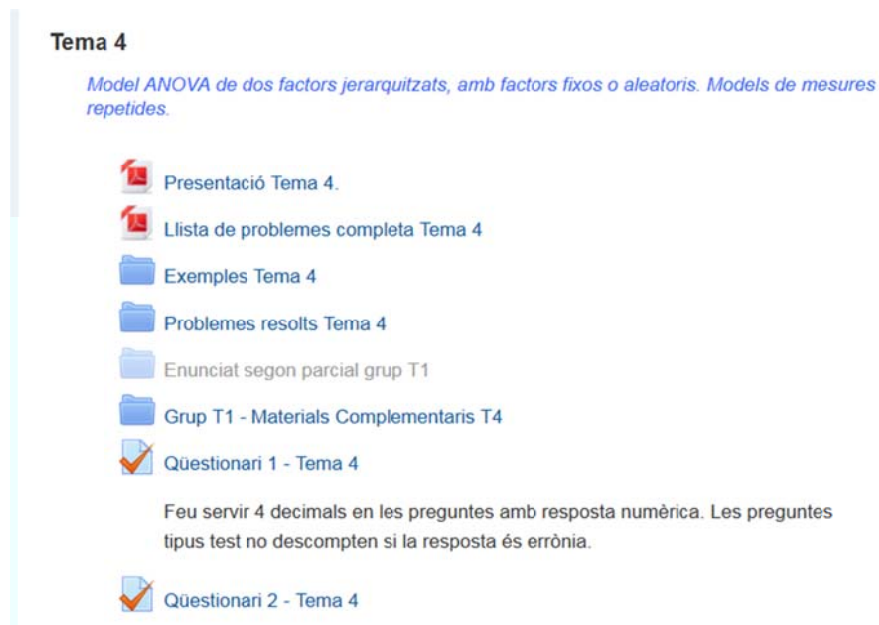 Tema 4
Model ANOVA de dos factors jerarquitzats, amb factors fixos o aleatoris. Models de mesures
repetides.
Presentació Tema 4.
Llista de problemes completa Tema 4
Exemples Tema 4
Problemes resolts Tema 4
Enunciat segon parcial grup T1
Grup T1 - Materials Complementaris T4
Qüestionari 1 - Tema 4
Feu servir 4 decimals en les preguntes amb resposta numèrica. Les preguntes
tipus test no descompten si la resposta és errònia.
Qüestionari 2 - Tema 4